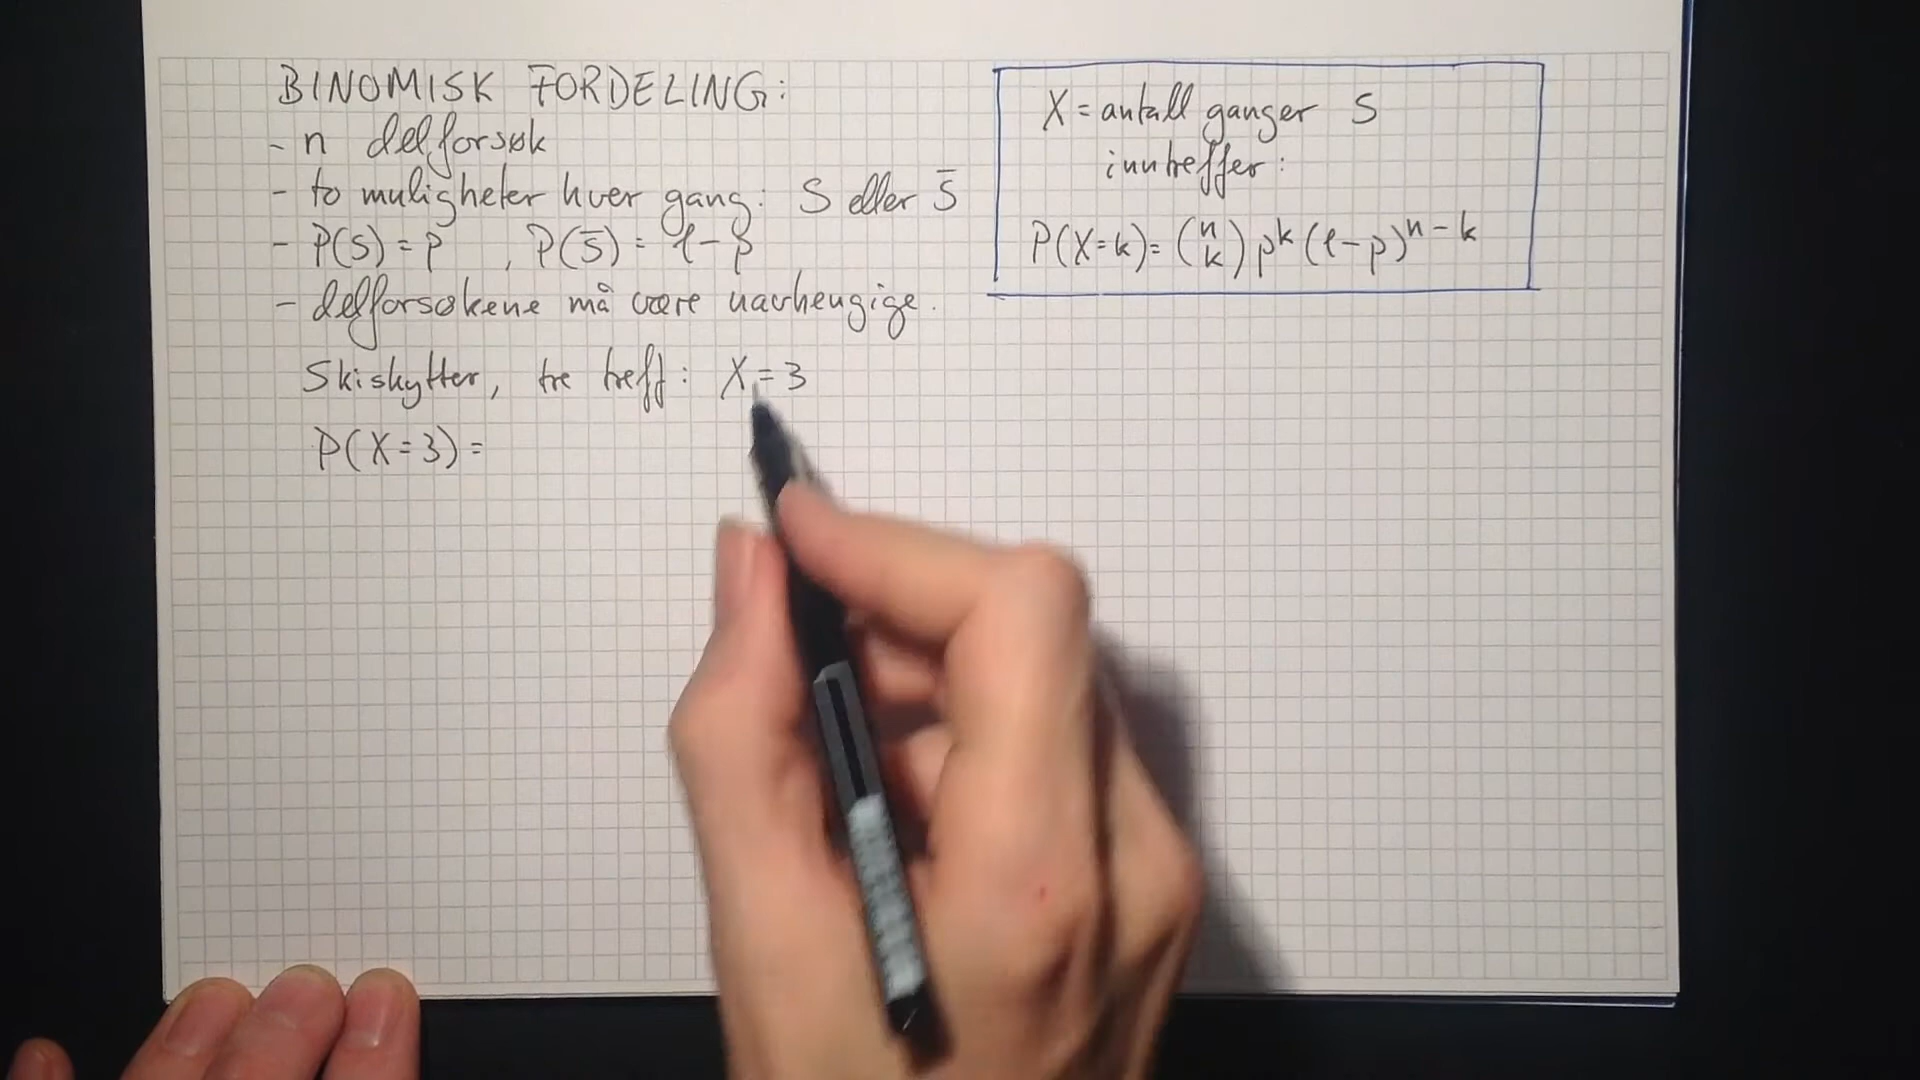 BINOMISK FORDELING:
- n delforsøk
- to muligheter hver gang: S eller S̅
- P(S) = p , P(S̅) = 1-p
- delforsøkene må være uavhengige.
Skiskytter, tre treff: X = 3
P(X=3) =
X = antall ganger S
inntreffer:
P(X=k) = (n k) p^k (1-p)^n-k